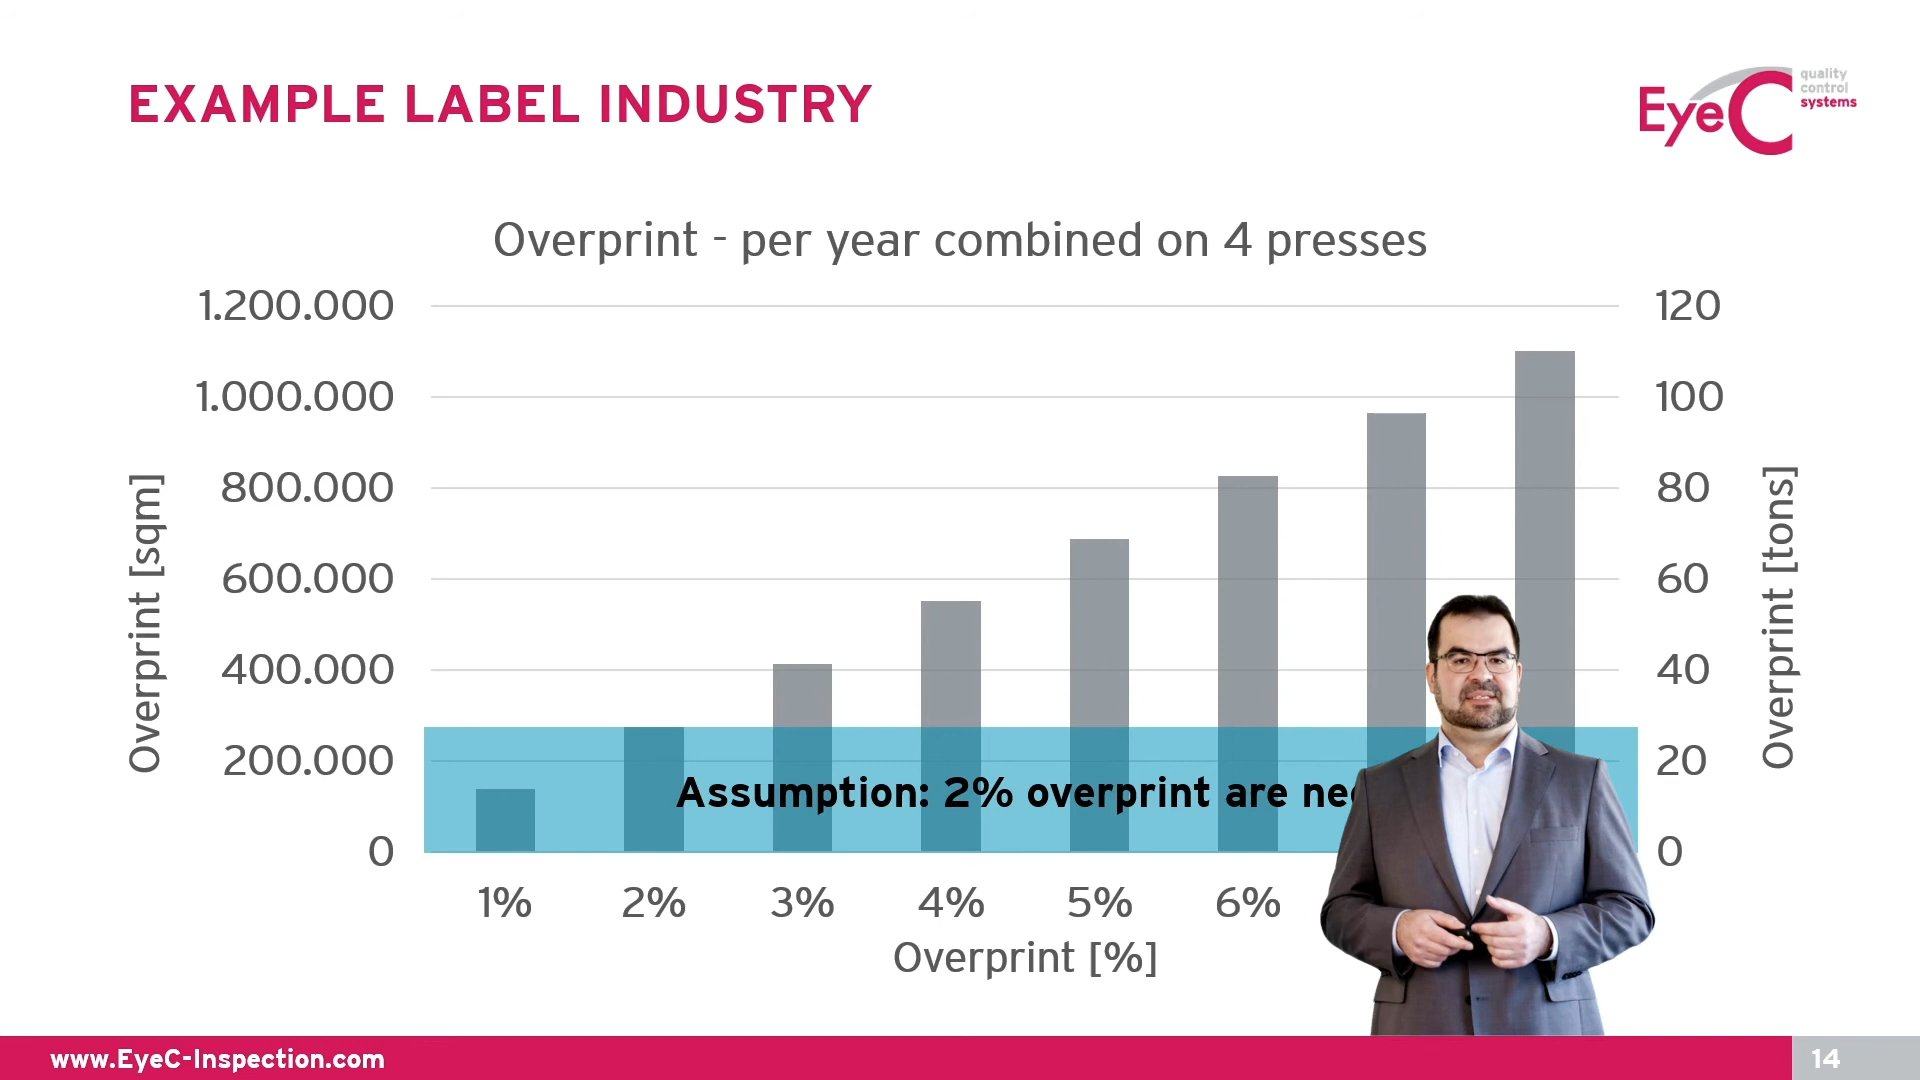 EXAMPLE LABEL INDUSTRY
EyeC quality
control
systems
Overprint - per year combined on 4 presses
1.200.000
1.000.000
800.000
600.000
400.000
200.000
0
Overprint [sqm]
120
100
80
60
40
20
0
Overprint [tons]
Assumption: 2% overprint are
1% 2% 3% 4% 5% 6%
Overprint [%]
www.EyeC-Inspection.com
14